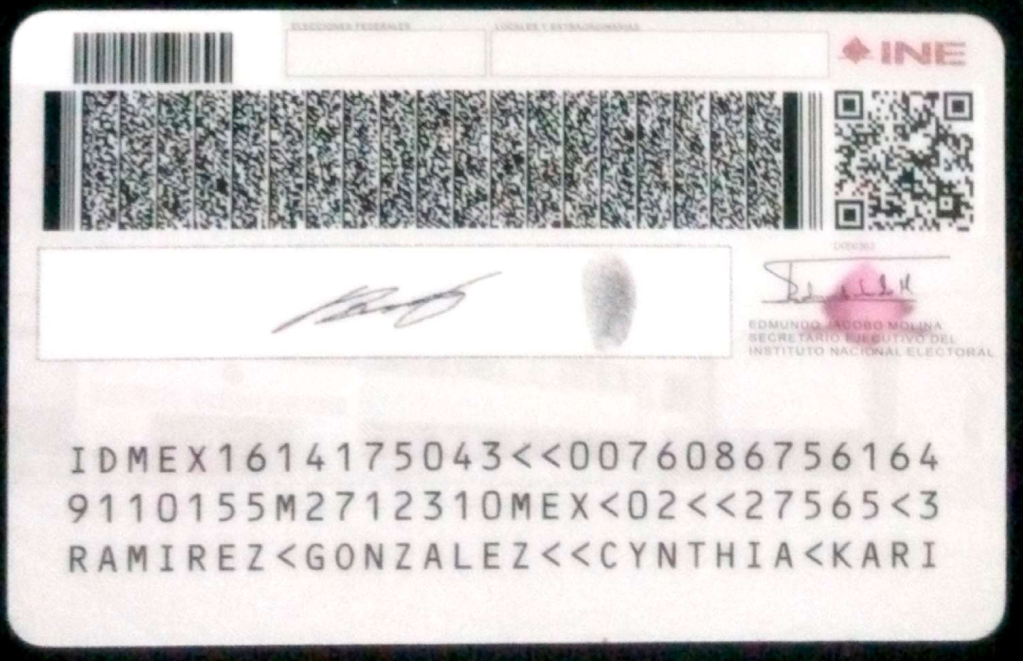 ELECCIONES FEDERALES
LOCALES Y EXTRAORDINARIAS
INE
EDMUNDO JACOBO MOLINA
SECRETARIO EJECUTIVO DEL
INSTITUTO NACIONAL ELECTORAL
IDMEX1614175043<<0076086756164
9110155M2712310MEX<02<<27565<3
RAMIREZ<GONZALEZ<<CYNTHIA<KARI